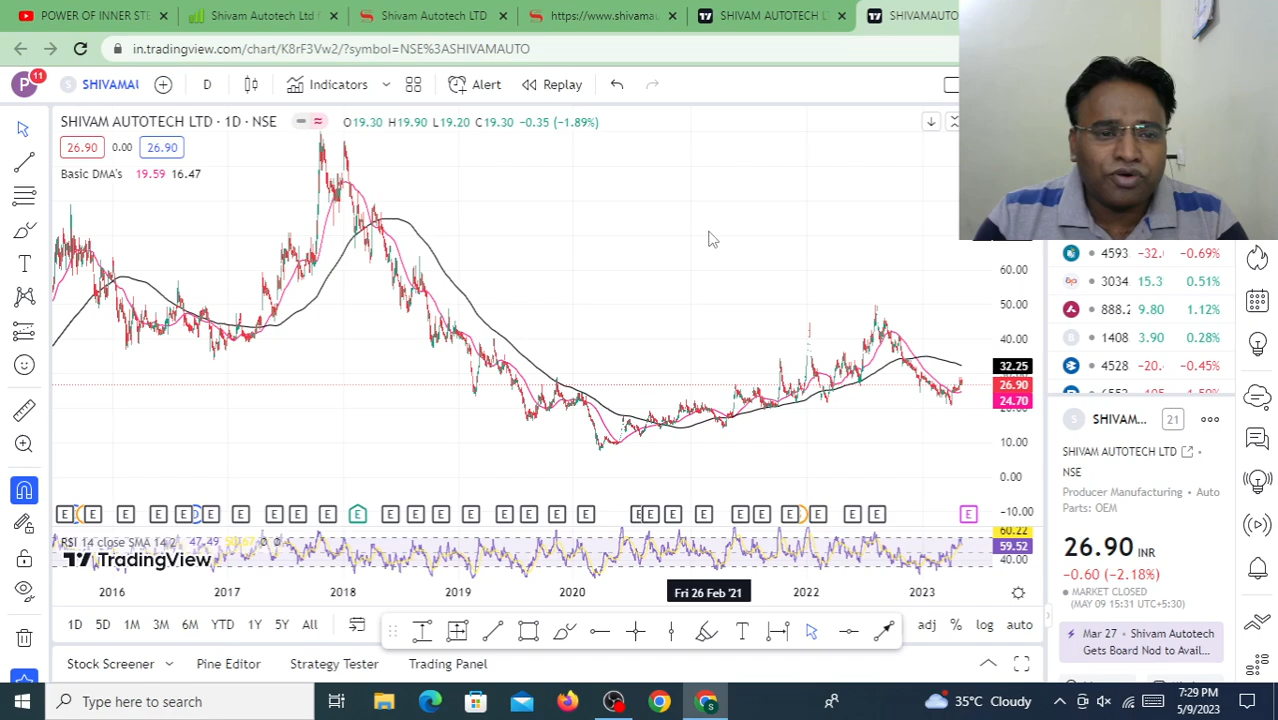 POWER OF INNER STE
Shivam Autotech Ltd f
Shivam Autotech LTD
https://www.shivamau
SHIVAM AUTOTECH LT
SHIVAMAUTO
in.tradingview.com/chart/K8rF3Vw2/?symbol=NSE%3ASHIVAMAUTO
P 11
S SHIVAMAU
D
Indicators
Alert
Replay
SHIVAM AUTOTECH LTD · 1D · NSE
O19.30 H19.90 L19.20 C19.30 −0.35 (−1.89%)
26.90 0.00 26.90
Basic DMA's 19.59 16.47
60.00
50.00
40.00
32.25
26.90
24.70
10.00
0.00
−10.00
E E E E E E E E E E E E E E E E E E E E E E E E E E E E E
RSI 14 close SMA 14 2 47.49
60.22
59.52
40.00
TradingView
2016 2017 2018 2019 2020 Fri 26 Feb '21 2022 2023
1D 5D 1M 3M 6M YTD 1Y 5Y All
adj % log auto
Stock Screener Pine Editor Strategy Tester Trading Panel
4593. −32.( −0.69%
3034. 15.3 0.51%
888.2 9.80 1.12%
1408. 3.90 0.28%
4528. −20. −0.45%
S SHIVAM... 21
SHIVAM AUTOTECH LTD
NSE
Producer Manufacturing • Auto
Parts: OEM
26.90 INR
−0.60 (−2.18%)
MARKET CLOSED
(MAY 09 15:31 UTC+5:30)
Mar 27 • Shivam Autotech
Gets Board Nod to Avail...
Type here to search
35°C Cloudy
7:29 PM
5/9/2023